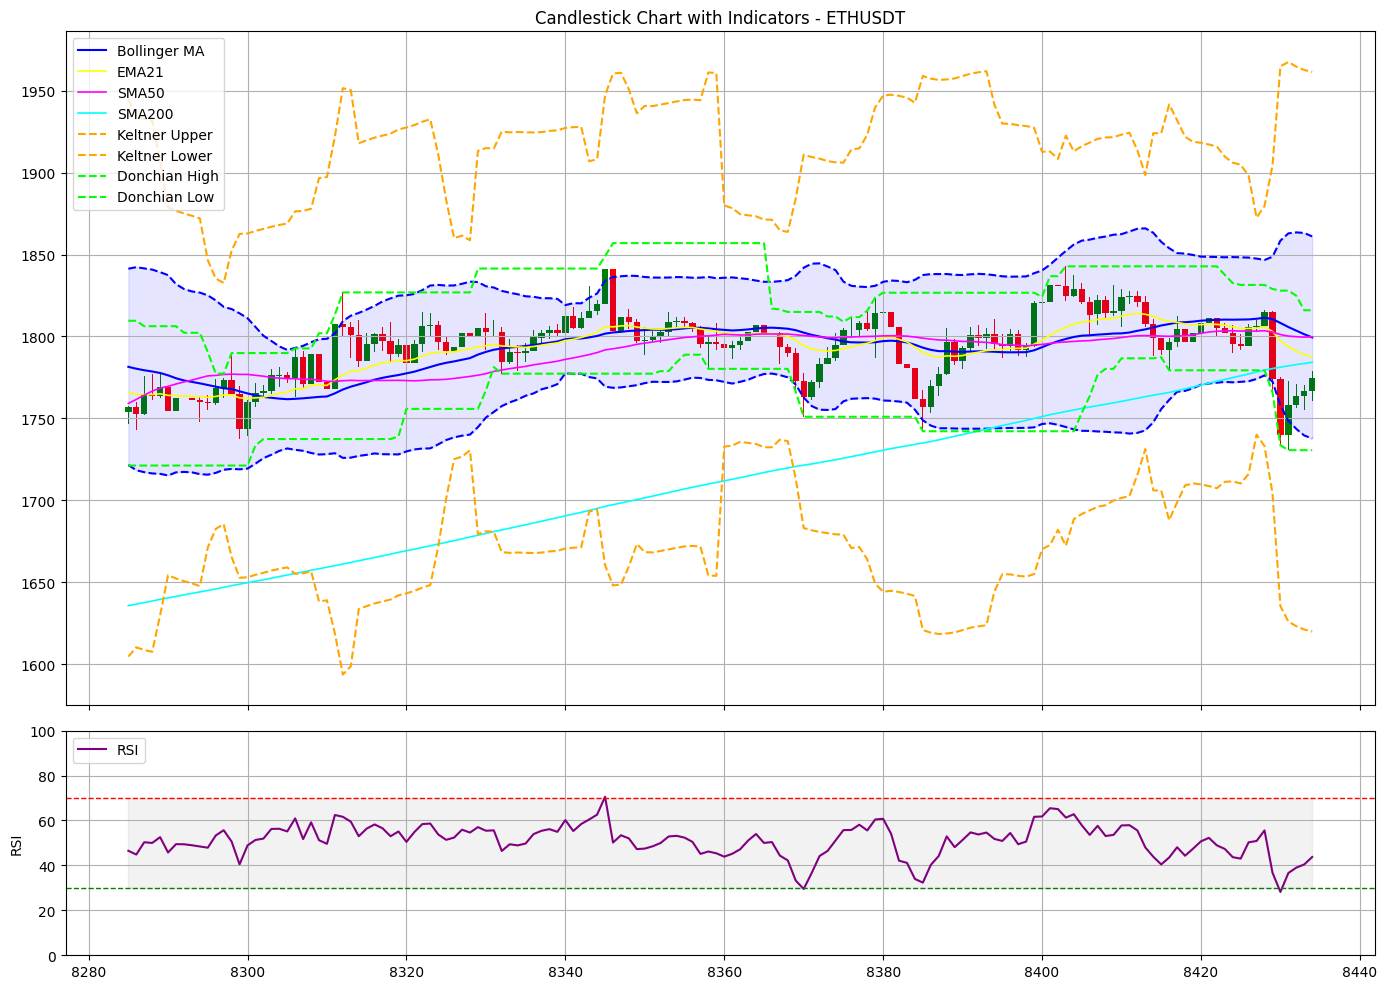 Candlestick Chart with Indicators - ETHUSDT
Bollinger MA
EMA21
SMA50
SMA200
Keltner Upper
Keltner Lower
Donchian High
Donchian Low
1950
1900
1850
1800
1750
1700
1650
1600
RSI
100
80
60
40
20
0
RSI
8280
8300
8320
8340
8360
8380
8400
8420
8440